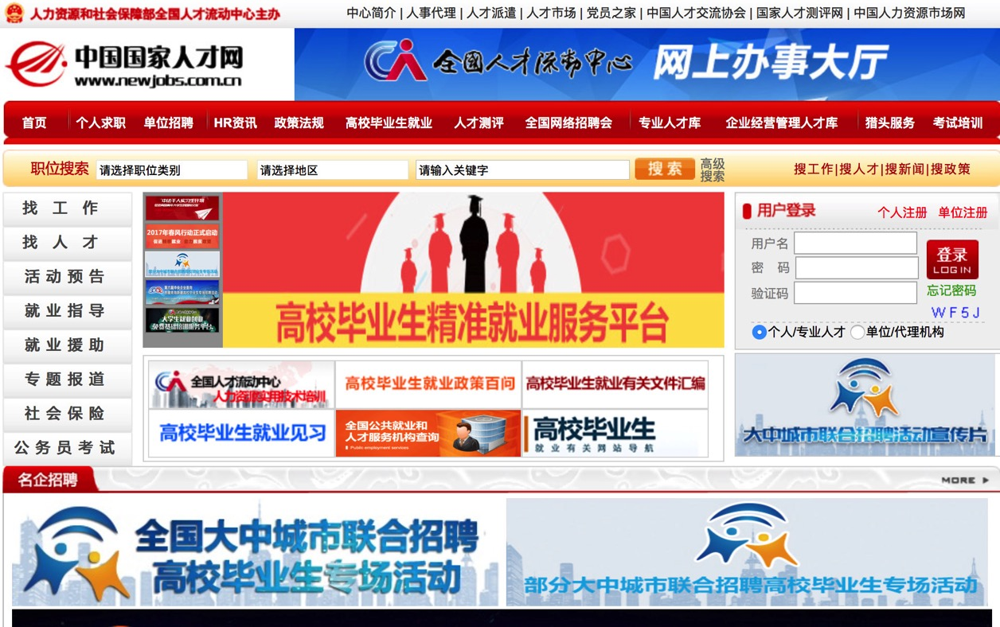 人力资源和社会保障部全国人才流动中心主办
中心简介 | 人事代理 | 人才派遣 | 人才市场 | 党员之家 | 中国人才交流协会 | 国家人才测评网 | 中国人力资源市场网
中国国家人才网
www.newjobs.com.cn
全國人才流动中心 网上办事大厅
首页 个人求职 单位招聘 HR资讯 政策法规 高校毕业生就业 人才测评 全国网络招聘会 专业人才库 企业经营管理人才库 猎头服务 考试培训
职位搜索 请选择职位类别 请选择地区 请输入关键字 搜 索 高级
搜索
搜工作|搜人才|搜新闻|搜政策
找 工 作
找 人 才
活 动 预 告
就 业 指 导
就 业 援 助
专 题 报 道
社 会 保 险
公 务 员 考 试
2017年春风行动正式启动
大学生就业创业
免费基础培训服务平台
高校毕业生精准就业服务平台
用户登录 个人注册 单位注册
用户名
密 码
验证码
登录
LOGIN
忘记密码
WF5J
个人/专业人才 单位/代理机构
全国人才流动中心
人力资源实用技术培训
高校毕业生就业政策百问
高校毕业生就业有关文件汇编
高校毕业生就业见习
全国公共就业和
人才服务机构查询
Public employment services
高校毕业生
就业有关网站导航
大中城市联合招聘活动宣传片
名企招聘 MORE
全国大中城市联合招聘
高校毕业生专场活动
部分大中城市联合招聘高校毕业生专场活动